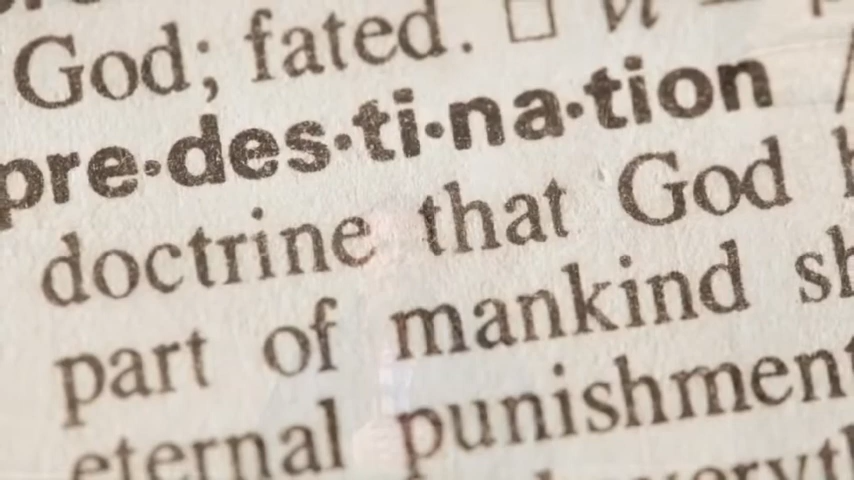 God; fated.
pre·des·ti·na·tion
doctrine that God
part of mankind
eternal punishment